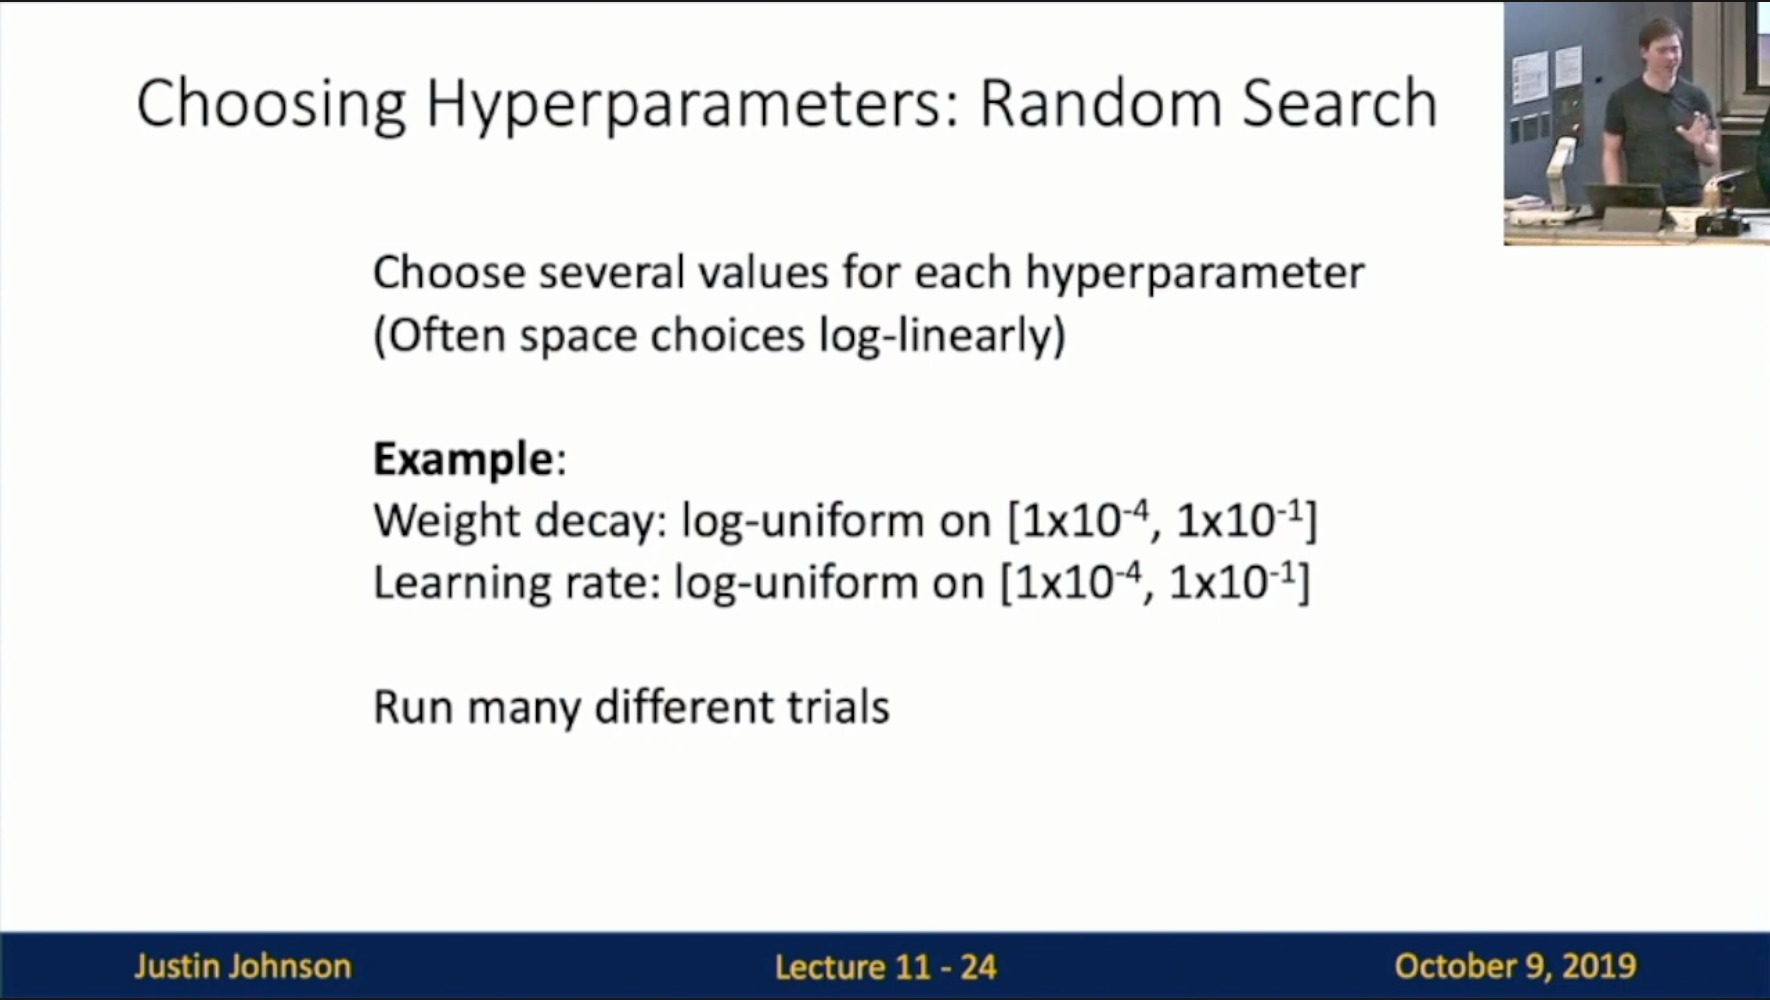 Choosing Hyperparameters: Random Search
Choose several values for each hyperparameter
(Often space choices log-linearly)
Example:
Weight decay: log-uniform on [1x10⁻⁴, 1x10⁻¹]
Learning rate: log-uniform on [1x10⁻⁴, 1x10⁻¹]
Run many different trials
Justin Johnson
Lecture 11 - 24
October 9, 2019